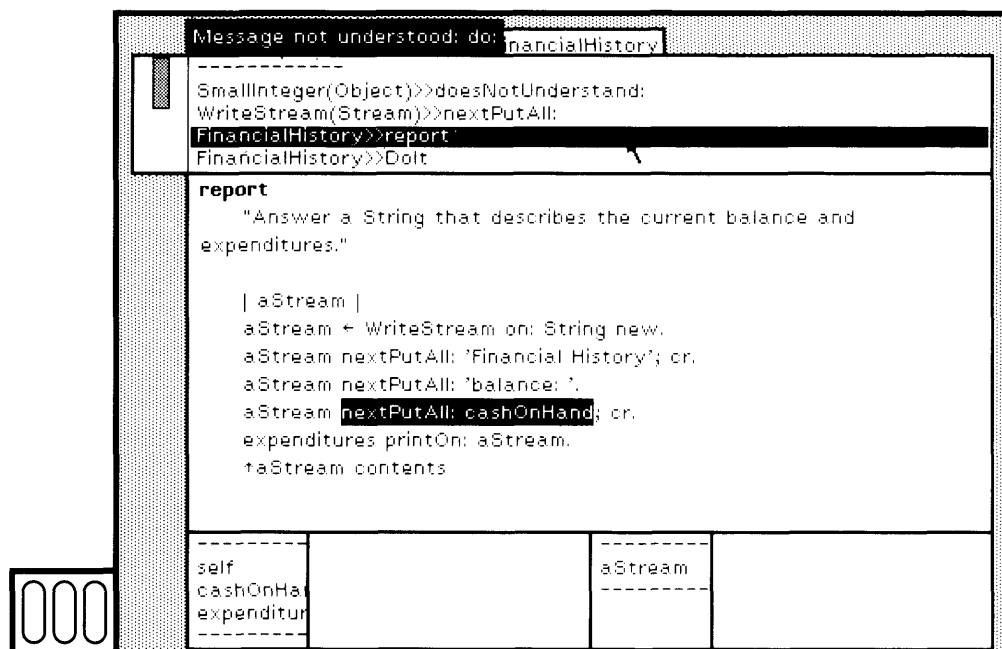 Message not understood: do:
inancialHistory
SmallInteger(Object)>>doesNotUnderstand:
WriteStream(Stream)>>nextPutAll:
FinancialHistory>>report
FinancialHistory>>DoIt
report
"Answer a String that describes the current balance and
expenditures."
| aStream |
aStream ← WriteStream on: String new.
aStream nextPutAll: 'Financial History'; cr.
aStream nextPutAll: 'balance: '.
aStream nextPutAll: cashOnHand; cr.
expenditures printOn: aStream.
↑aStream contents
self
cashOnHa
expenditur
aStream